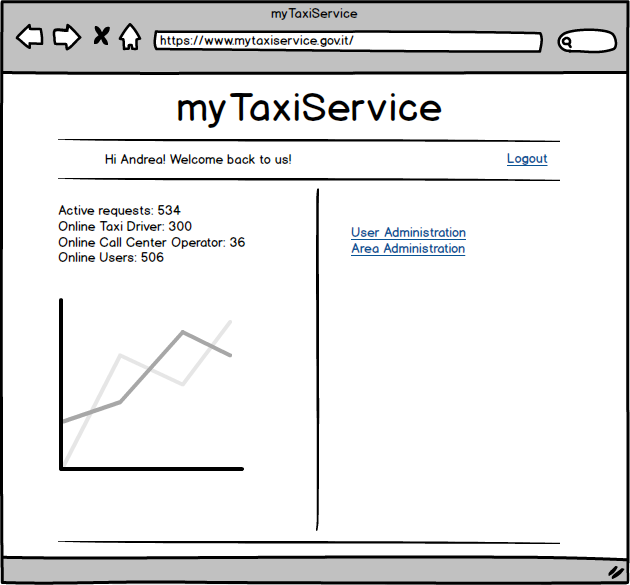 myTaxiService
https://www.mytaxiservice.gov.it/
myTaxiService
Hi Andrea! Welcome back to us!
Logout
Active requests: 534
Online Taxi Driver: 300
Online Call Center Operator: 36
Online Users: 506
User Administration
Area Administration